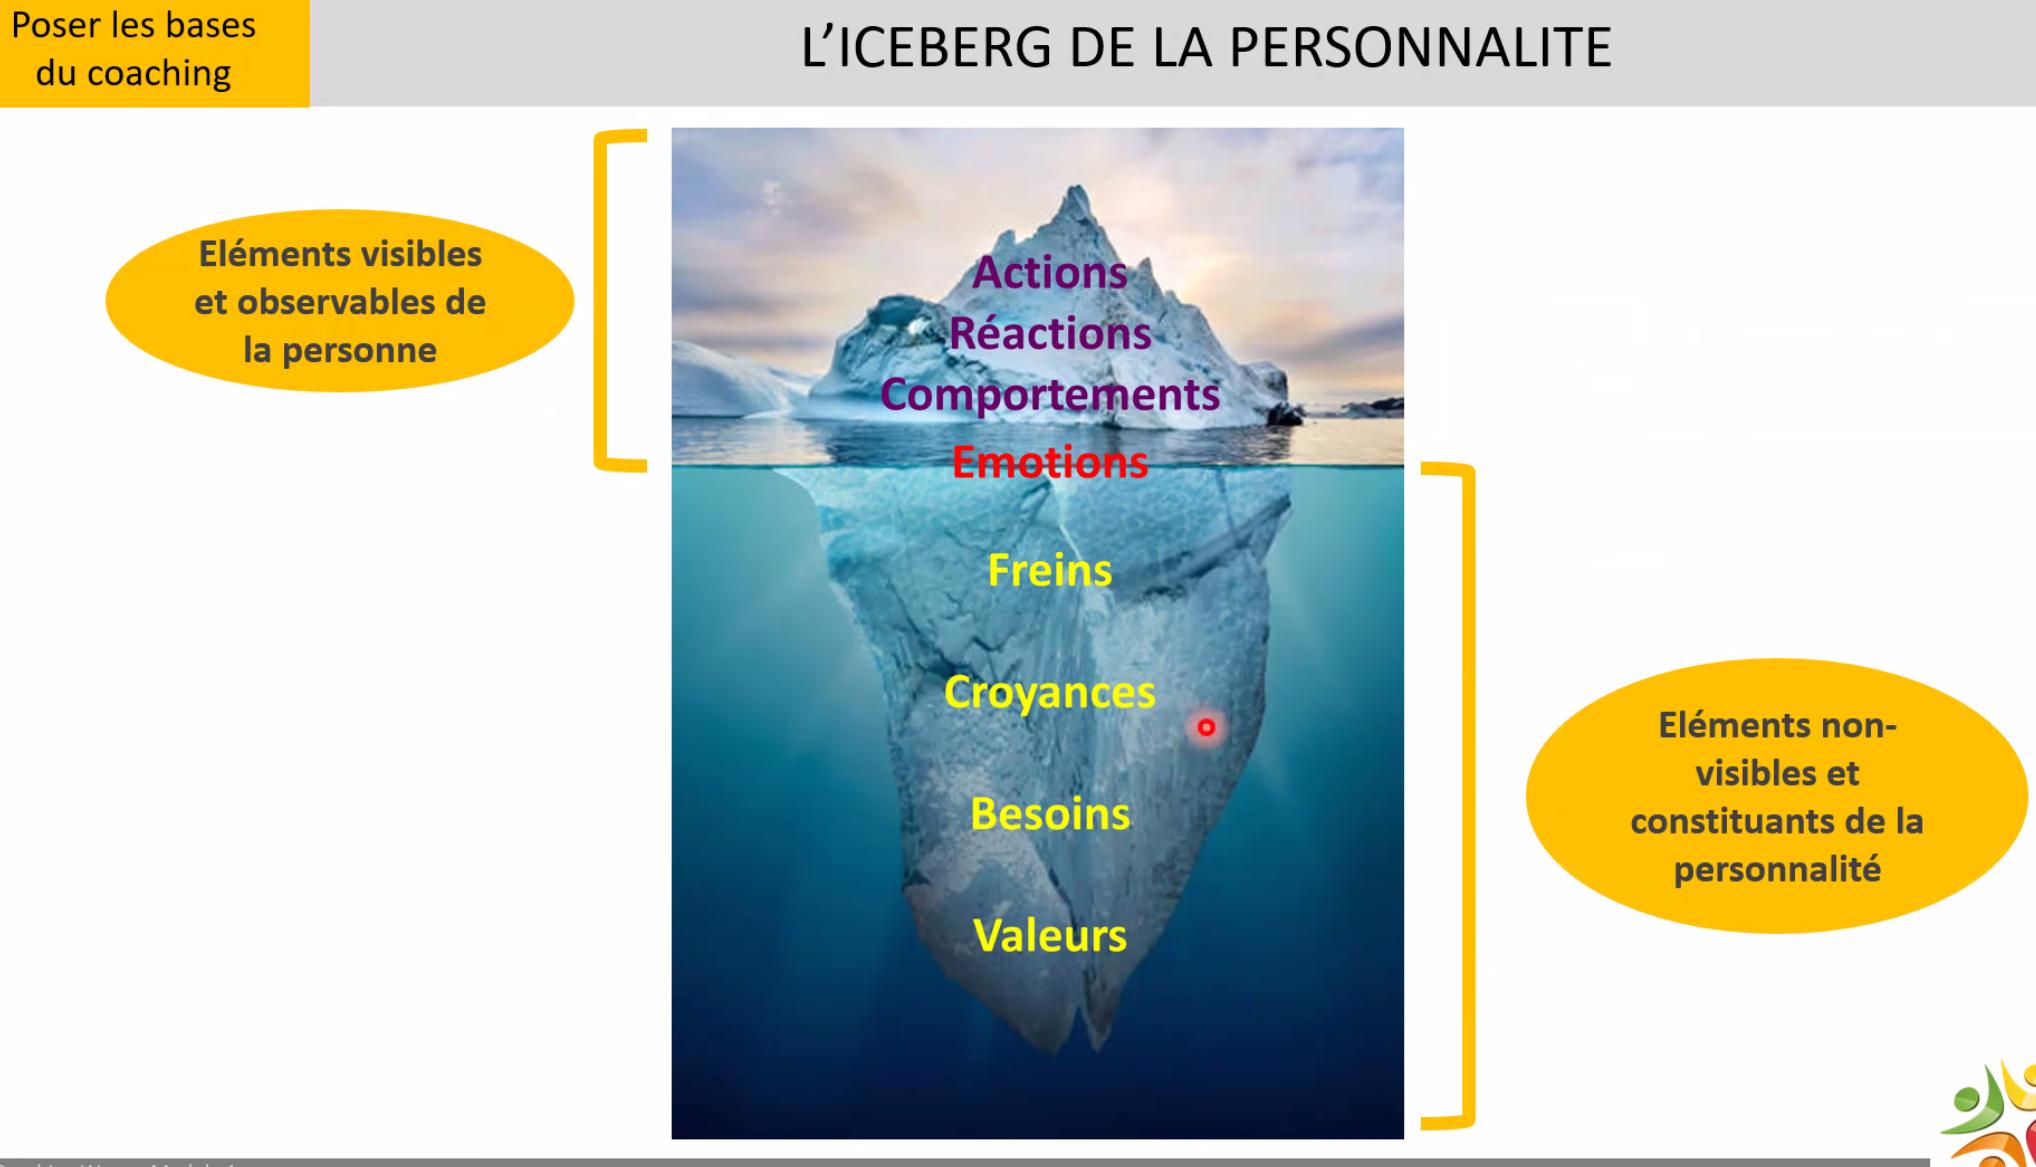 Poser les bases
du coaching
L'ICEBERG DE LA PERSONNALITE
Eléments visibles
et observables de
la personne
Actions
Réactions
Comportements
Emotions
Freins
Croyances
Besoins
Valeurs
Eléments non-
visibles et
constituants de la
personnalité